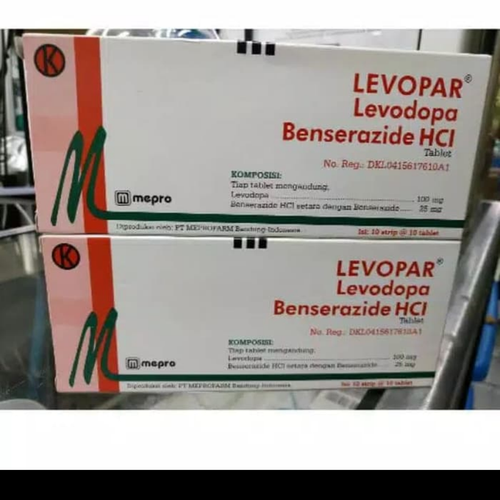 K
LEVOPAR®
Levodopa
Benserazide HCl
Tablet
No. Reg.: DKL0415617610A1
KOMPOSISI:
Tiap tablet mengandung:
Levodopa ........ 100 mg
Benserazide HCl setara dengan Benserazide ........ 25 mg
m mepro
Diproduksi oleh: PT MEPROFARM Bandung-Indonesia
Isi: 10 strip @ 10 tablet
K
LEVOPAR®
Levodopa
Benserazide HCl
Tablet
No. Reg.: DKL0415617610A1
KOMPOSISI:
Tiap tablet mengandung:
Levodopa ........ 100 mg
Benserazide HCl setara dengan Benserazide ........ 25 mg
m mepro
Diproduksi oleh: PT MEPROFARM Bandung-Indonesia
Isi: 10 strip @ 10 tablet